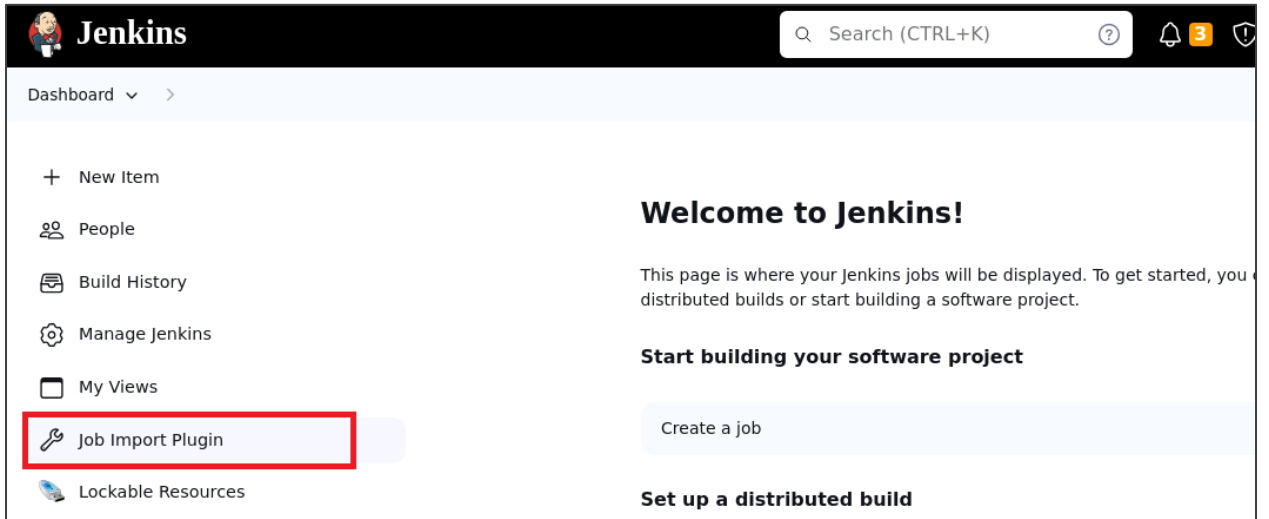 Jenkins
Search (CTRL+K)
?
3
Dashboard
New Item
People
Build History
Manage Jenkins
My Views
Job Import Plugin
Lockable Resources
Welcome to Jenkins!
This page is where your Jenkins jobs will be displayed. To get started, you
distributed builds or start building a software project.
Start building your software project
Create a job
Set up a distributed build